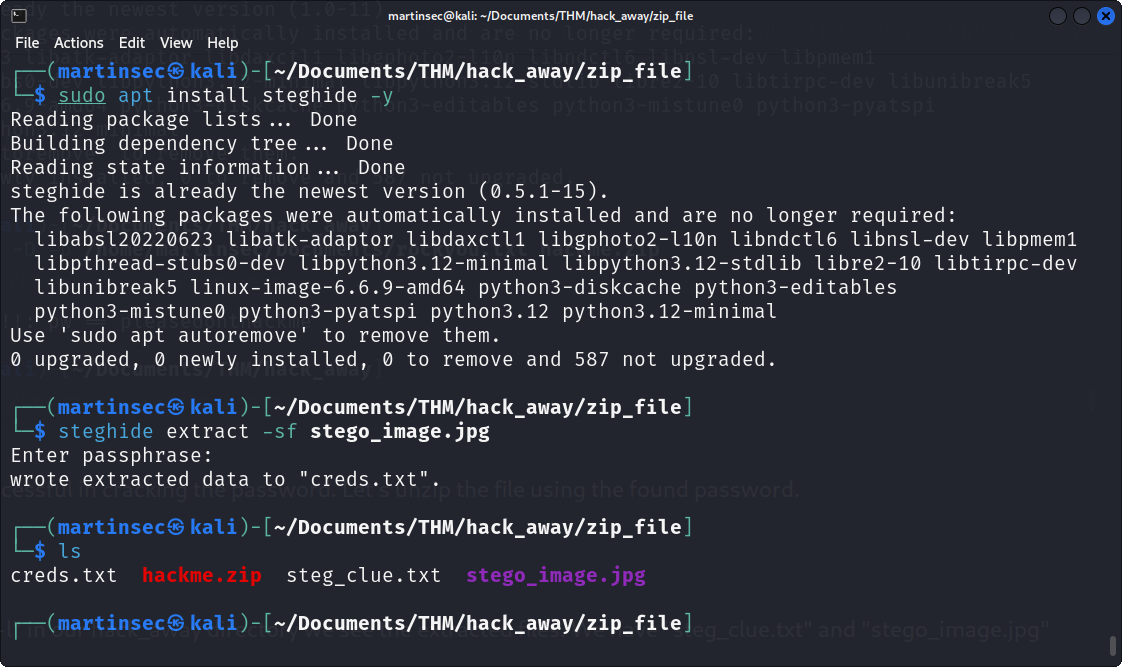 martinsec@kali: ~/Documents/THM/hack_away/zip_file
File Actions Edit View Help
┌──(martinsec㉿kali)-[~/Documents/THM/hack_away/zip_file]
└─$ sudo apt install steghide -y
Reading package lists... Done
Building dependency tree... Done
Reading state information... Done
steghide is already the newest version (0.5.1-15).
The following packages were automatically installed and are no longer required:
  libabsl20220623 libatk-adaptor libdaxctl1 libgphoto2-l10n libndctl6 libnsl-dev libpmem1
  libpthread-stubs0-dev libpython3.12-minimal libpython3.12-stdlib libre2-10 libtirpc-dev
  libunibreak5 linux-image-6.6.9-amd64 python3-diskcache python3-editables
  python3-mistune0 python3-pyatspi python3.12 python3.12-minimal
Use 'sudo apt autoremove' to remove them.
0 upgraded, 0 newly installed, 0 to remove and 587 not upgraded.
┌──(martinsec㉿kali)-[~/Documents/THM/hack_away/zip_file]
└─$ steghide extract -sf stego_image.jpg
Enter passphrase:
wrote extracted data to "creds.txt".
┌──(martinsec㉿kali)-[~/Documents/THM/hack_away/zip_file]
└─$ ls
creds.txt  hackme.zip  steg_clue.txt  stego_image.jpg
┌──(martinsec㉿kali)-[~/Documents/THM/hack_away/zip_file]